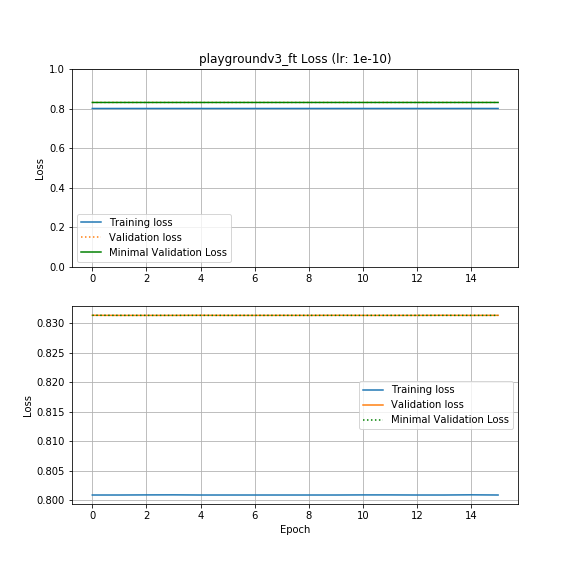 playgroundv3_ft Loss (lr: 1e-10)
1.0
0.8
0.6
0.4
0.2
0.0
Loss
Training loss
Validation loss
Minimal Validation Loss
0 2 4 6 8 10 12 14
0.830
0.825
0.820
0.815
0.810
0.805
0.800
Loss
Training loss
Validation loss
Minimal Validation Loss
0 2 4 6 8 10 12 14
Epoch